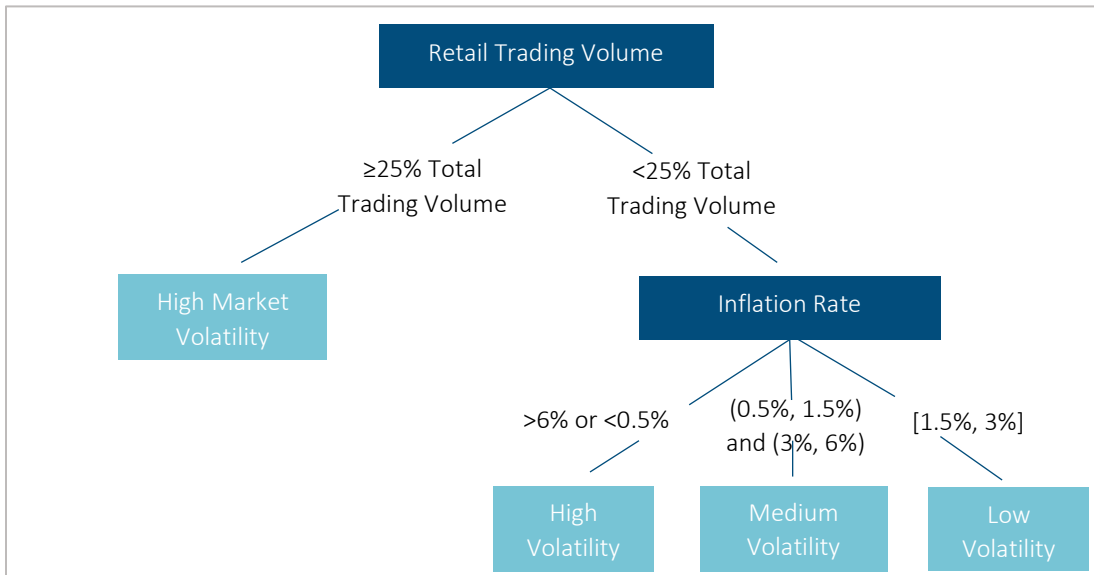 Retail Trading Volume
≥25% Total
Trading Volume
<25% Total
Trading Volume
High Market
Volatility
Inflation Rate
>6% or <0.5%
(0.5%, 1.5%)
and (3%, 6%)
[1.5%, 3%]
High
Volatility
Medium
Volatility
Low
Volatility